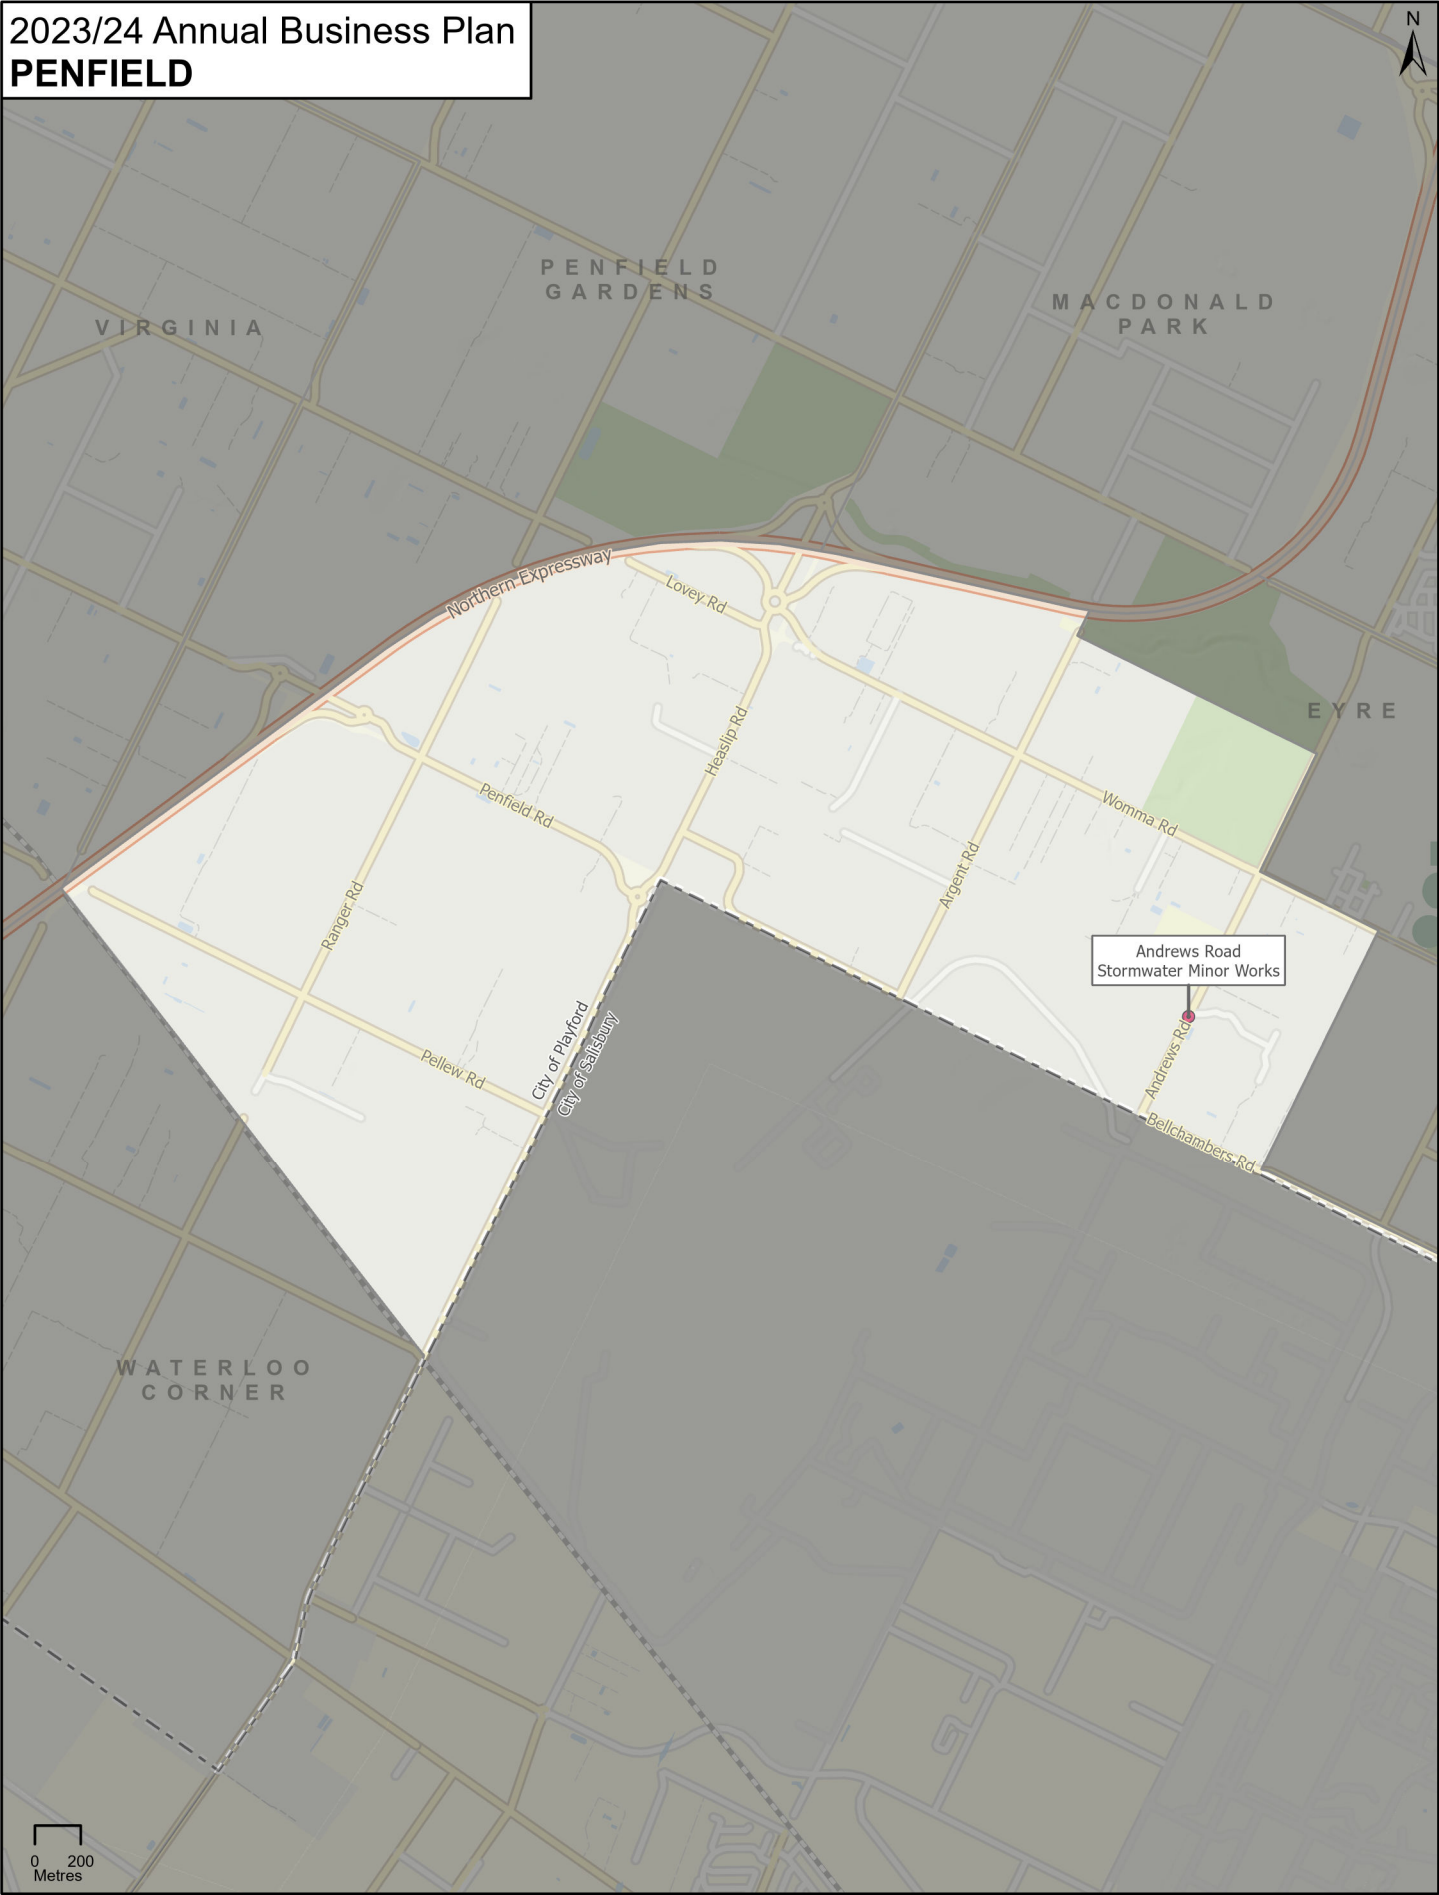 2023/24 Annual Business Plan
PENFIELD
N
PENFIELD
GARDENS
MACDONALD
PARK
VIRGINIA
Northern Expressway
Lovey Rd
EYRE
Heaslip Rd
Penfield Rd
Womma Rd
Argent Rd
Ranger Rd
Andrews Road
Stormwater Minor Works
City of Playford
City of Salisbury
Pellew Rd
Andrews Rd
Bellchambers Rd
WATERLOO
CORNER
0 200
Metres